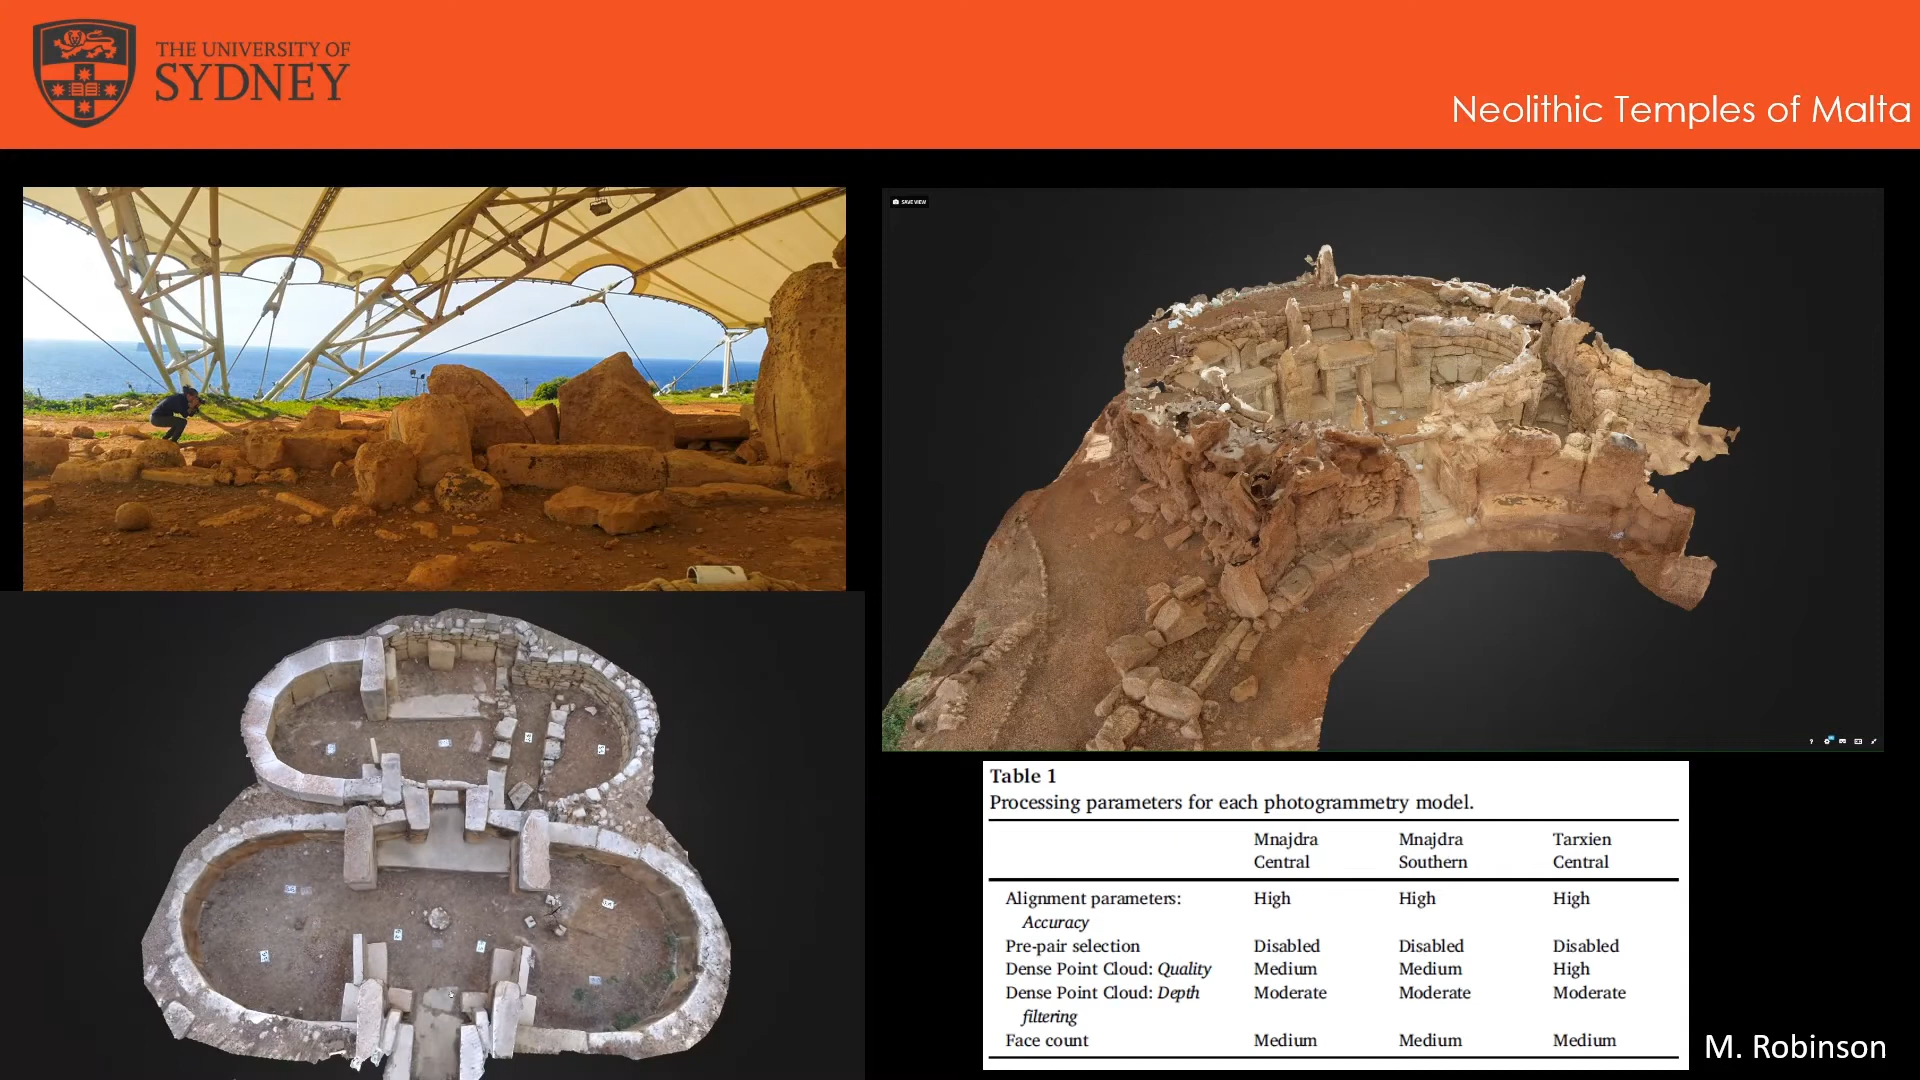 THE UNIVERSITY OF
SYDNEY
Neolithic Temples of Malta
SAVE VIEW
Table 1
Processing parameters for each photogrammetry model.
Mnajdra Central Mnajdra Southern Tarxien Central
Alignment parameters: Accuracy High High High
Pre-pair selection Disabled Disabled Disabled
Dense Point Cloud: Quality Medium Medium High
Dense Point Cloud: Depth filtering Moderate Moderate Moderate
Face count Medium Medium Medium
M. Robinson